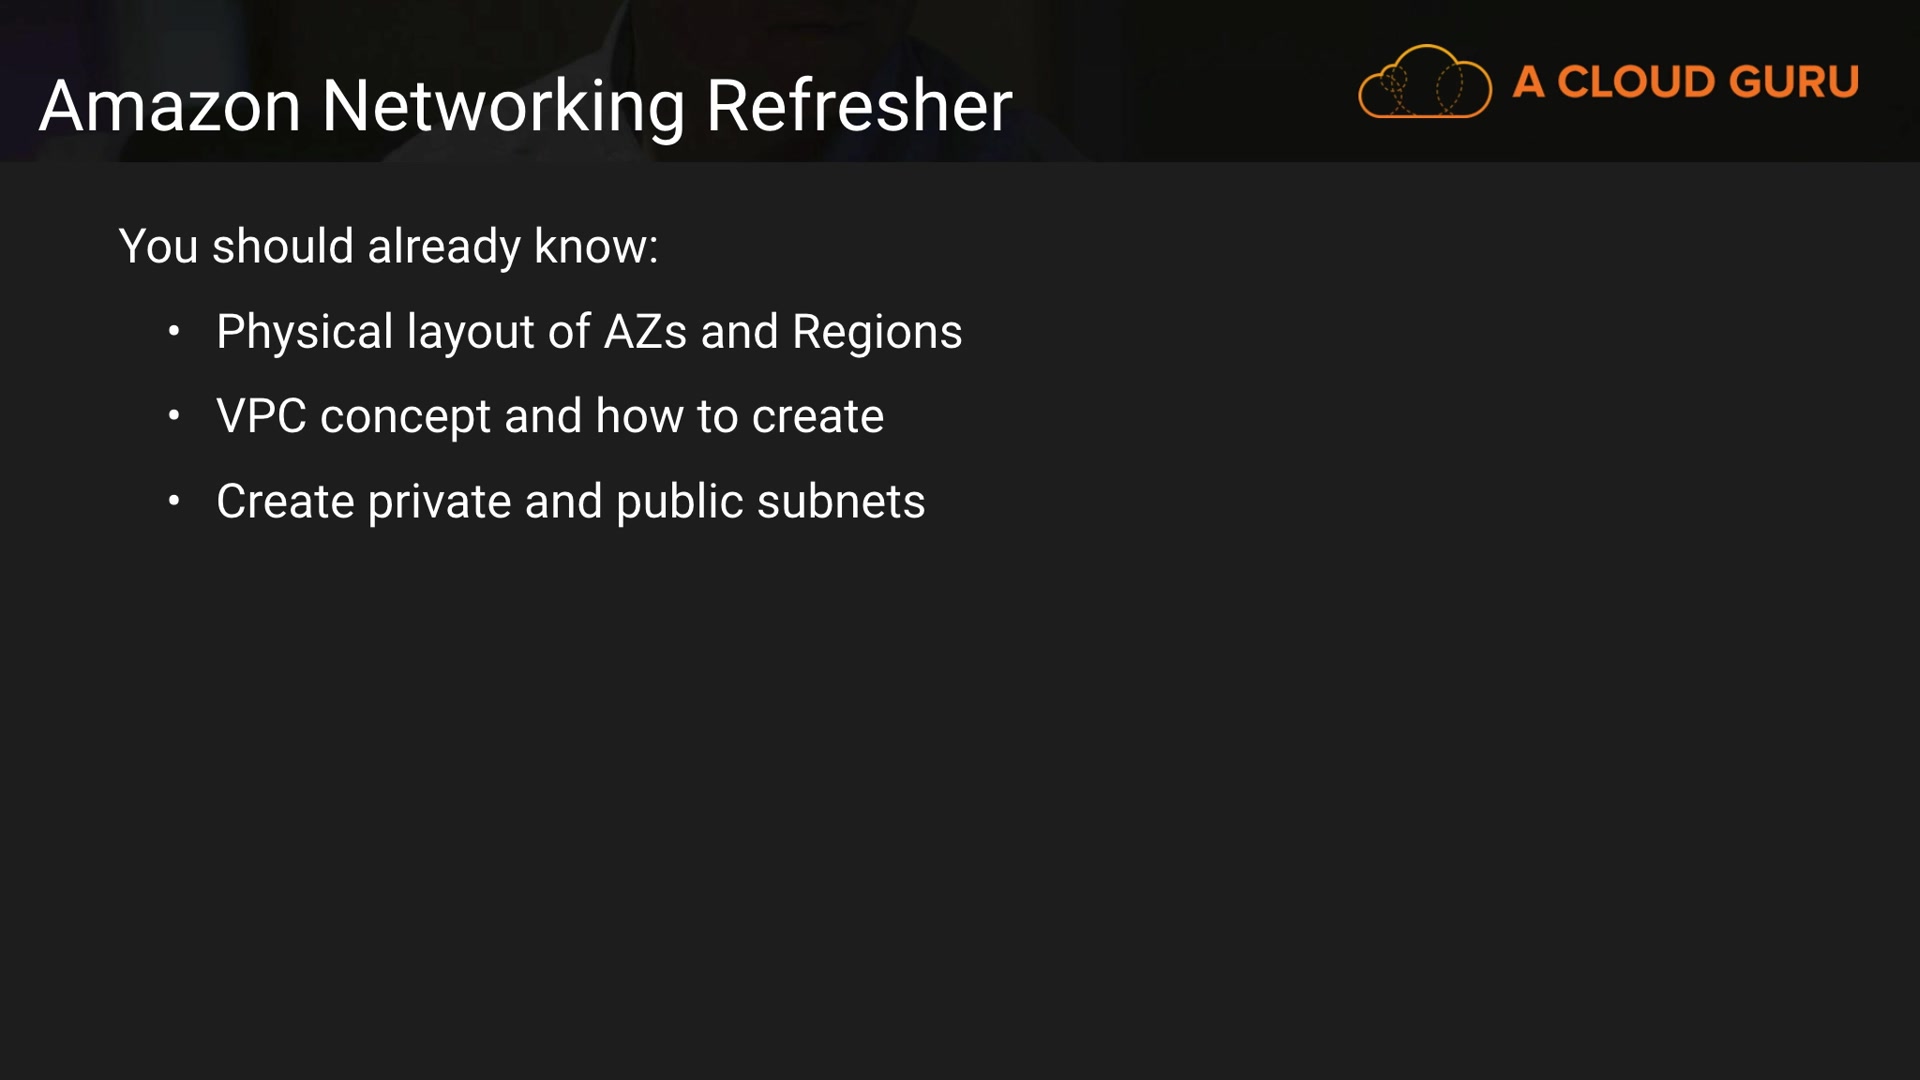 Amazon Networking Refresher
A CLOUD GURU
You should already know:
• Physical layout of AZs and Regions
• VPC concept and how to create
• Create private and public subnets